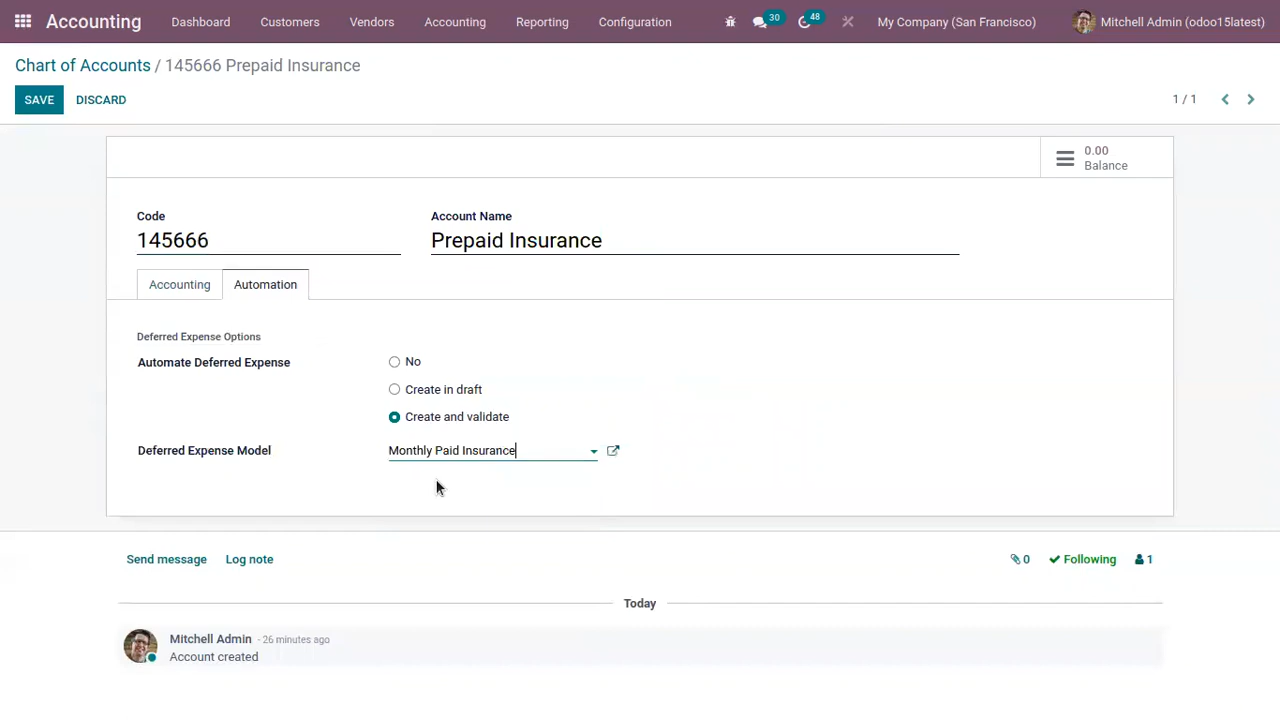 Accounting Dashboard Customers Vendors Accounting Reporting Configuration 30 48 My Company (San Francisco) Mitchell Admin (odoo15latest)
Chart of Accounts / 145666 Prepaid Insurance
SAVE DISCARD 1 / 1
0.00
Balance
Code Account Name
145666 Prepaid Insurance
Accounting Automation
Deferred Expense Options
Automate Deferred Expense No
Create in draft
Create and validate
Deferred Expense Model Monthly Paid Insurance
Send message Log note 0 Following 1
Today
Mitchell Admin - 26 minutes ago
Account created